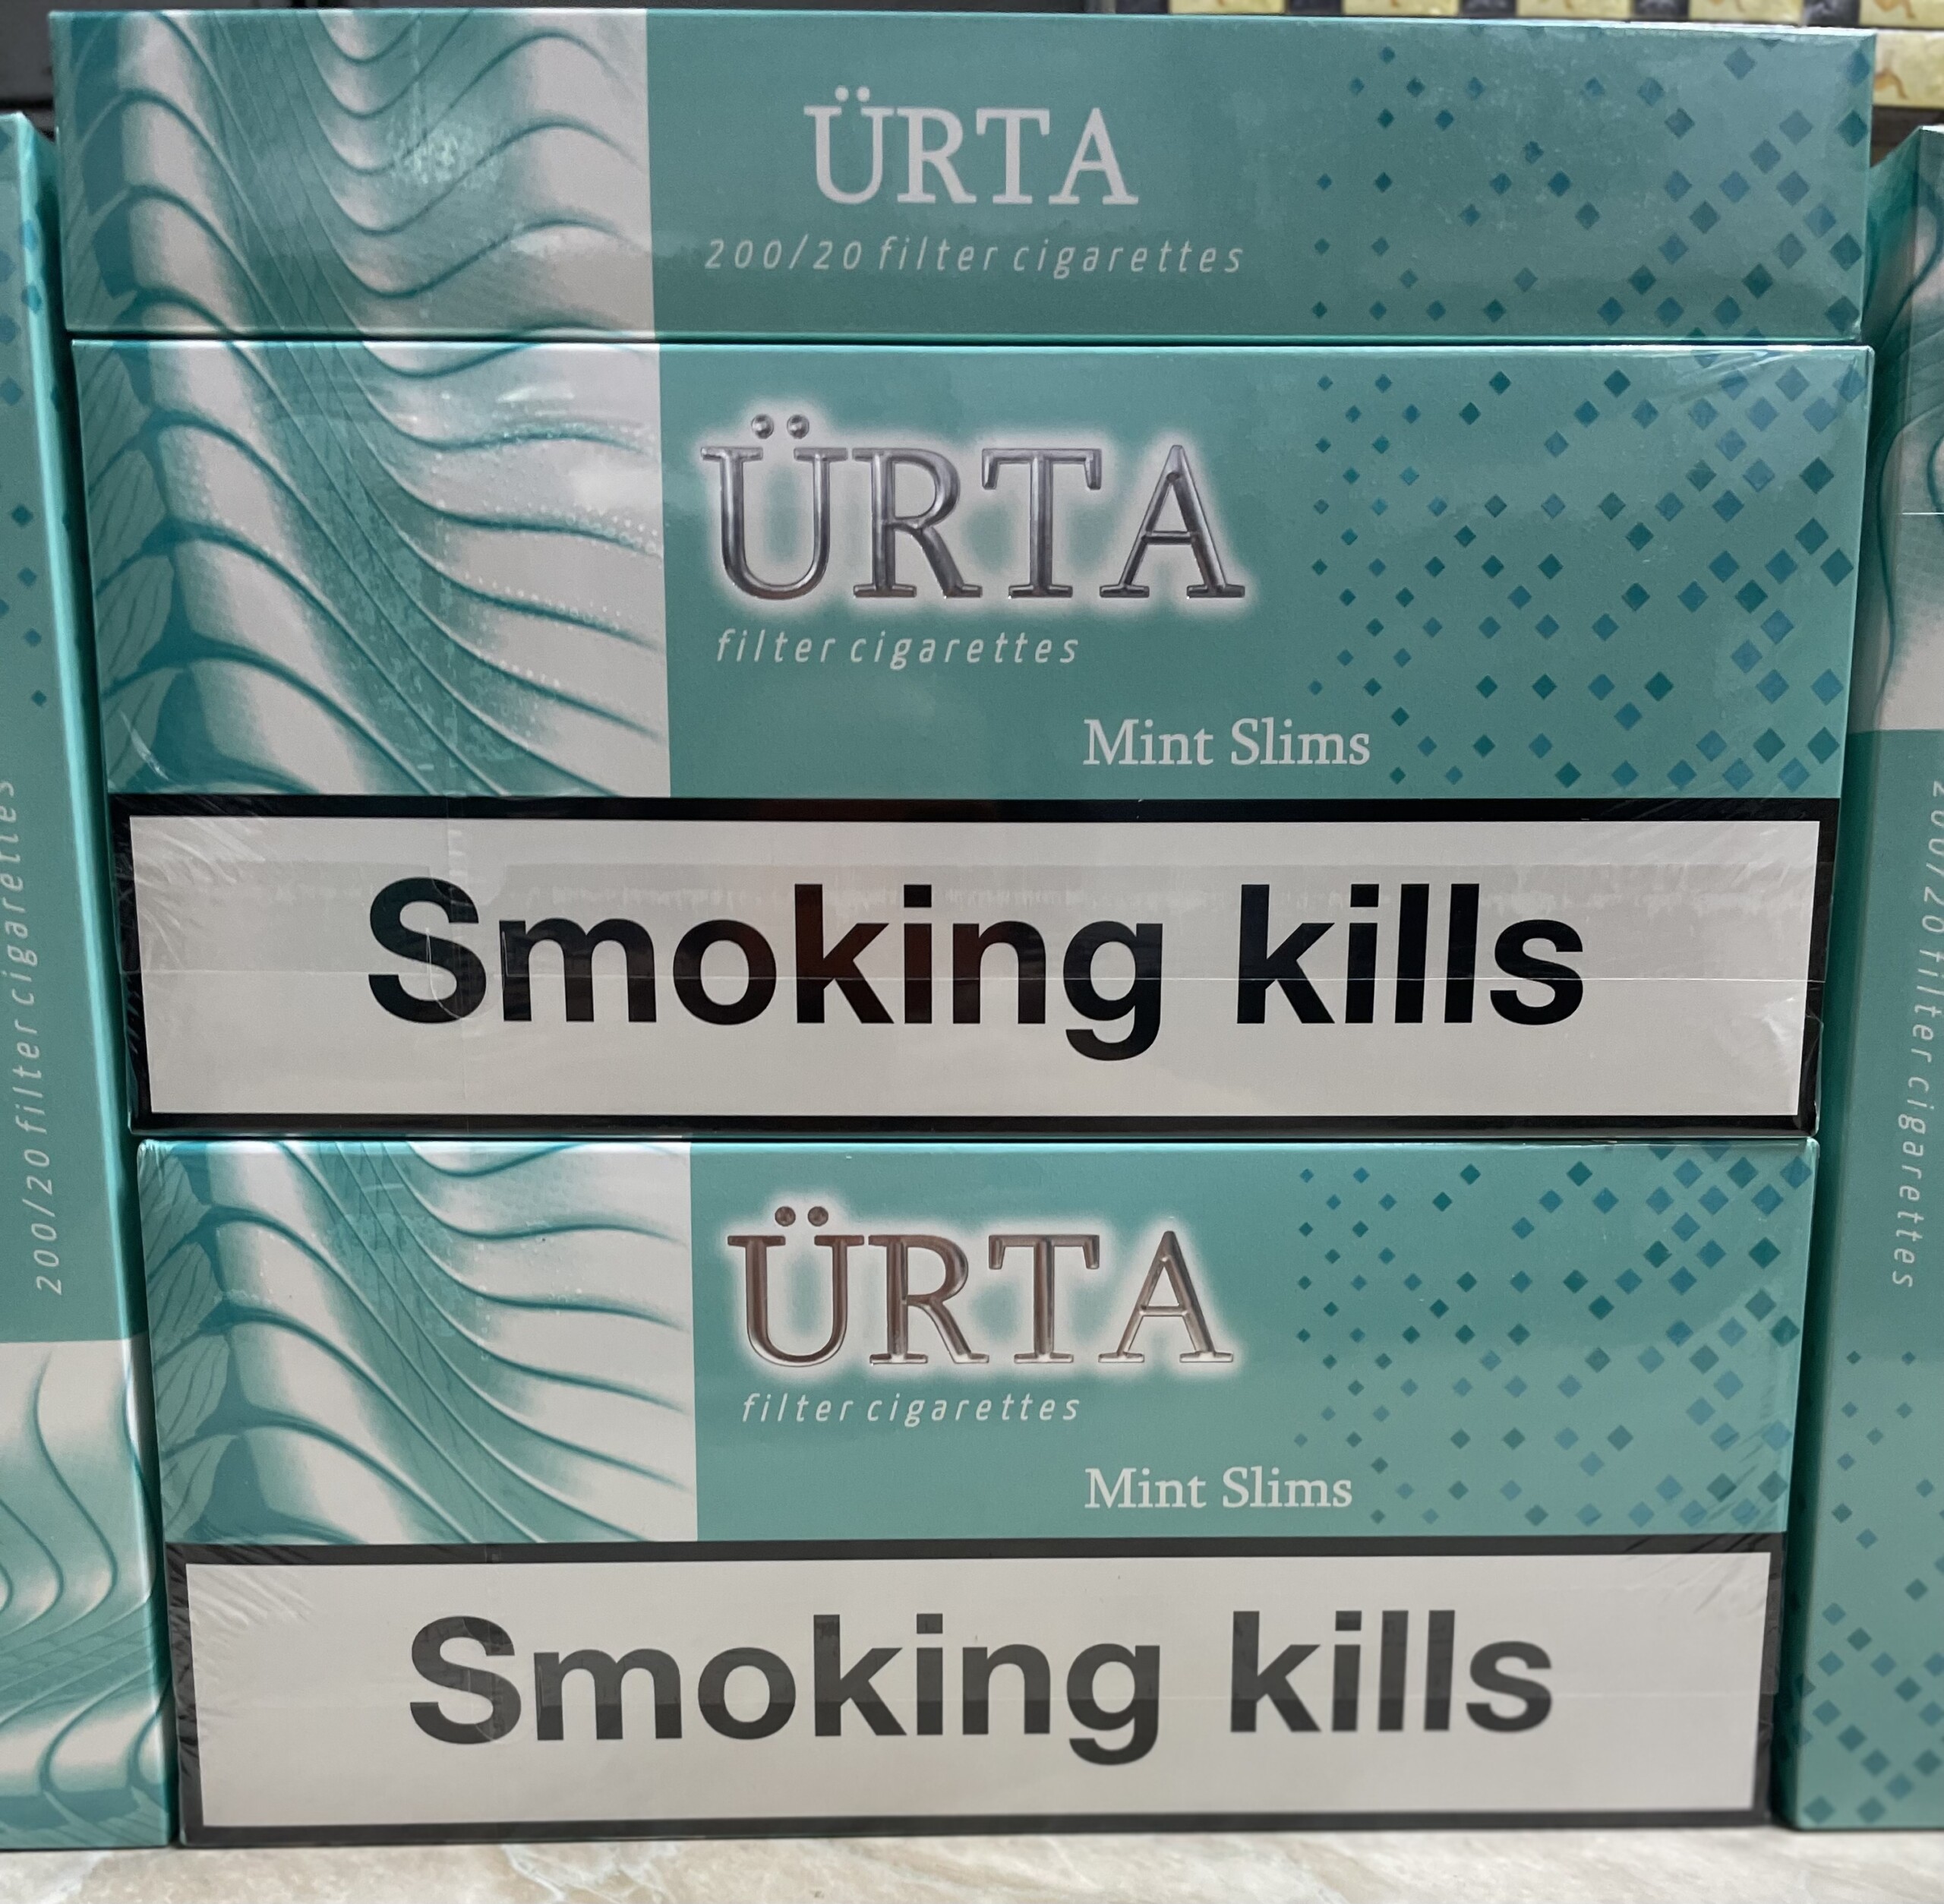 ÜRTA
200/20 filter cigarettes
ÜRTA
filter cigarettes
Mint Slims
Smoking kills
ÜRTA
filter cigarettes
Mint Slims
Smoking kills
200/20 filter cigarettes
200/20 filter cigarettes